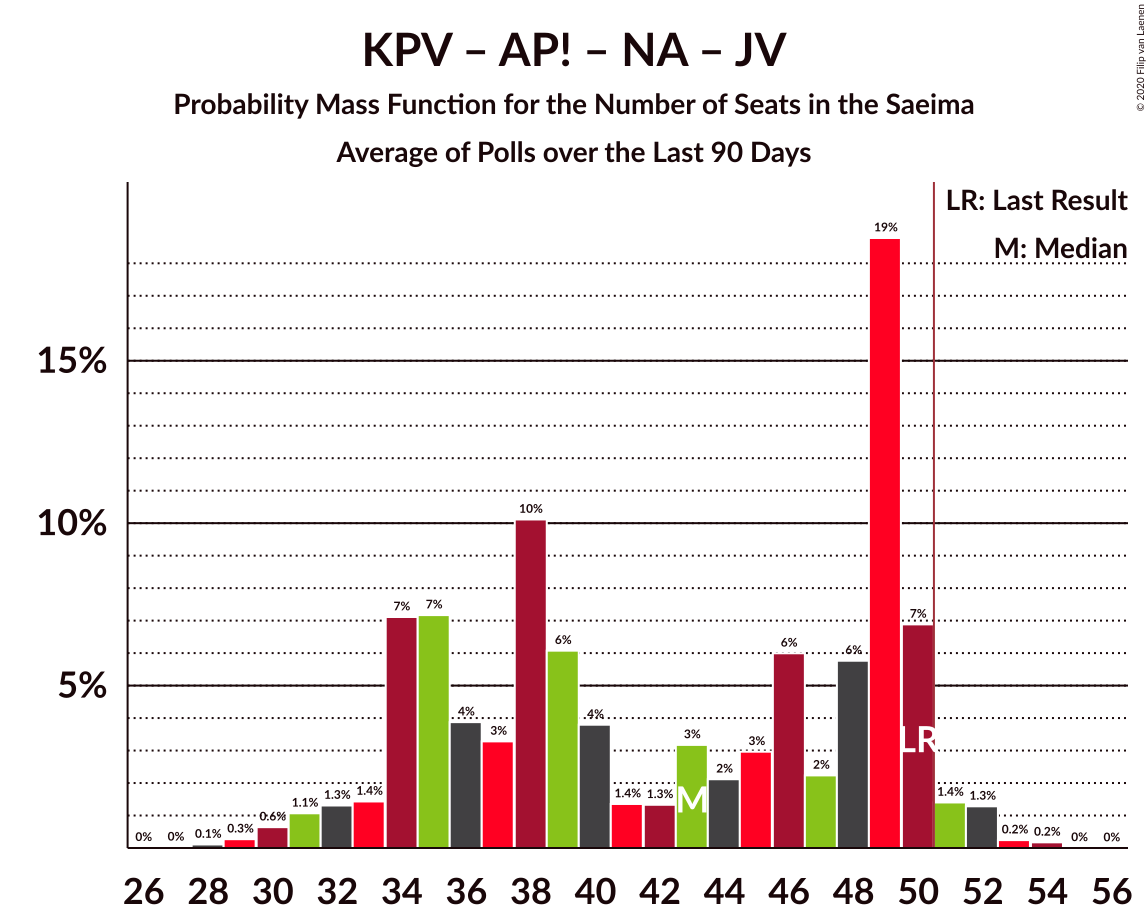 KPV – AP! – NA – JV
Probability Mass Function for the Number of Seats in the Saeima
Average of Polls over the Last 90 Days
© 2020 Filip van Laenen
LR: Last Result
M: Median
15%
10%
5%
0% 0% 0.1% 0.3% 0.6% 1.1% 1.3% 1.4% 7% 7% 4% 3% 10% 6% 4% 1.4% 1.3% 3% 2% 3% 6% 2% 6% 19% 7% 1.4% 1.3% 0.2% 0.2% 0% 0%
M
LR
26 28 30 32 34 36 38 40 42 44 46 48 50 52 54 56